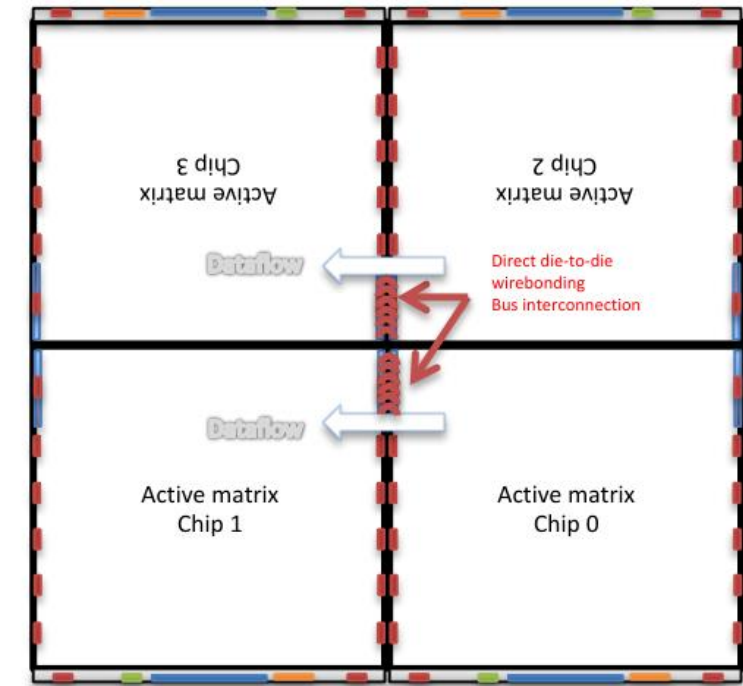 Active matrix
Chip 3
Active matrix
Chip 2
Dataflow
Direct die-to-die
wirebonding
Bus interconnection
Dataflow
Active matrix
Chip 1
Active matrix
Chip 0